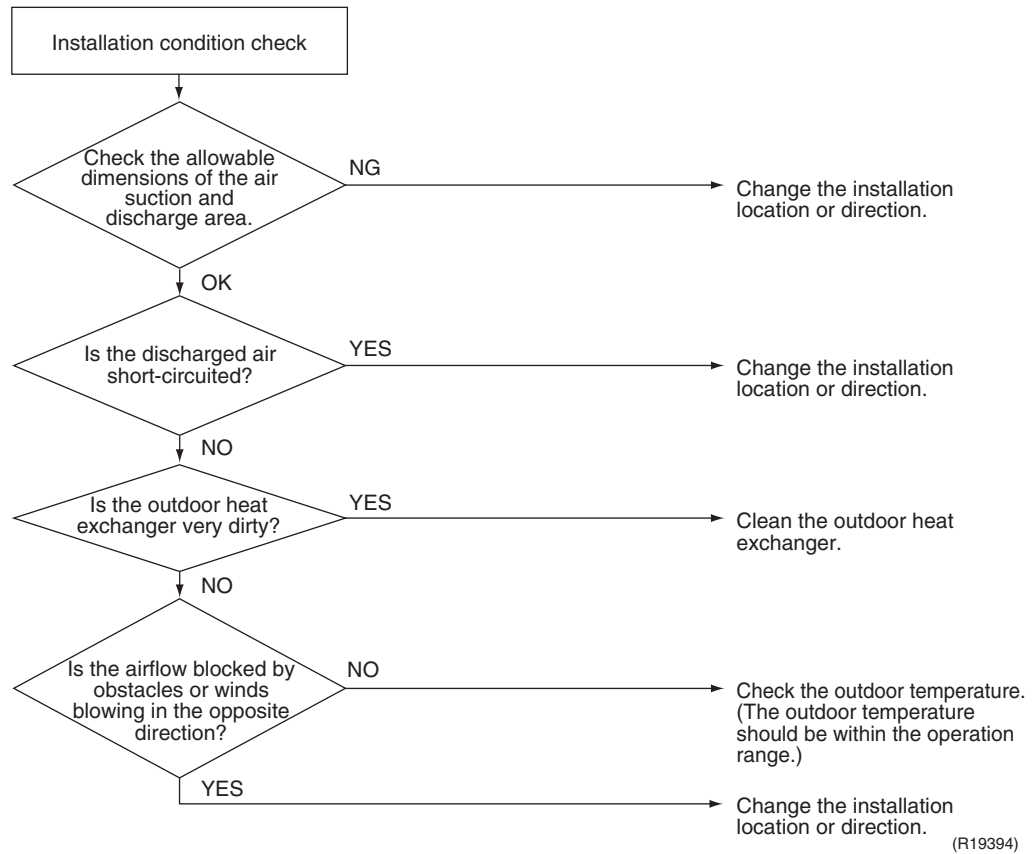 Installation condition check
Check the allowable
dimensions of the air
suction and
discharge area.
NG
Change the installation
location or direction.
OK
Is the discharged air
short-circuited?
YES
Change the installation
location or direction.
NO
Is the outdoor heat
exchanger very dirty?
YES
Clean the outdoor heat
exchanger.
NO
Is the airflow blocked by
obstacles or winds
blowing in the opposite
direction?
NO
Check the outdoor temperature.
(The outdoor temperature
should be within the operation
range.)
YES
Change the installation
location or direction.
(R19394)